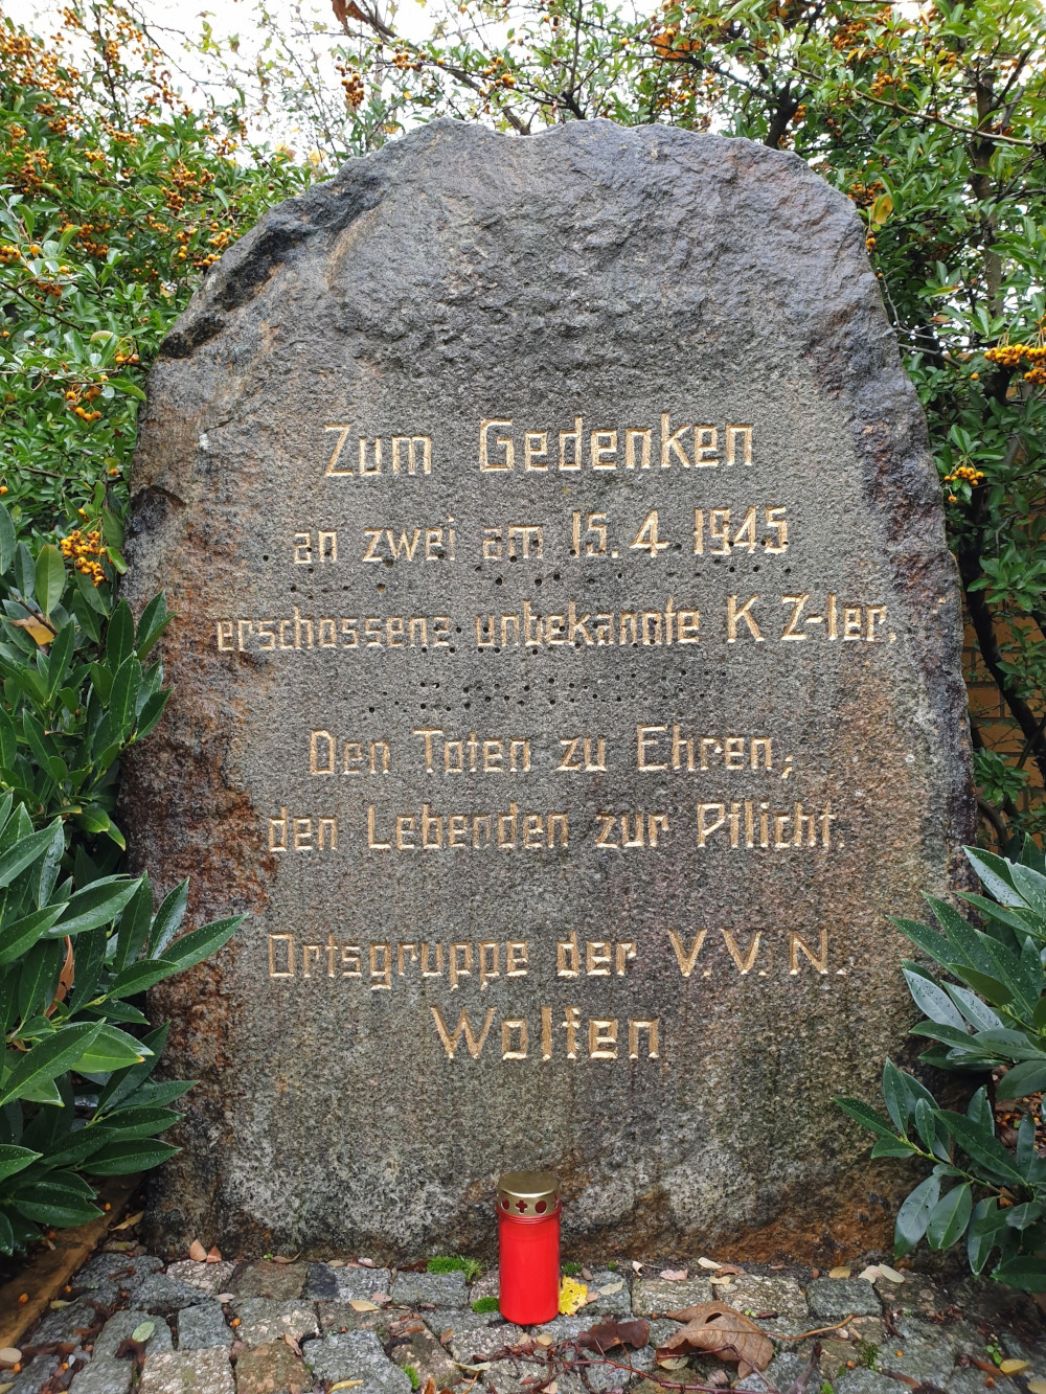 Zum Gedenken
an zwei am 15.4.1945
erschossene unbekannte KZ-ler.
Den Toten zu Ehren,
den Lebenden zur Pflicht.
Ortsgruppe der V.V.N.
Wolfen